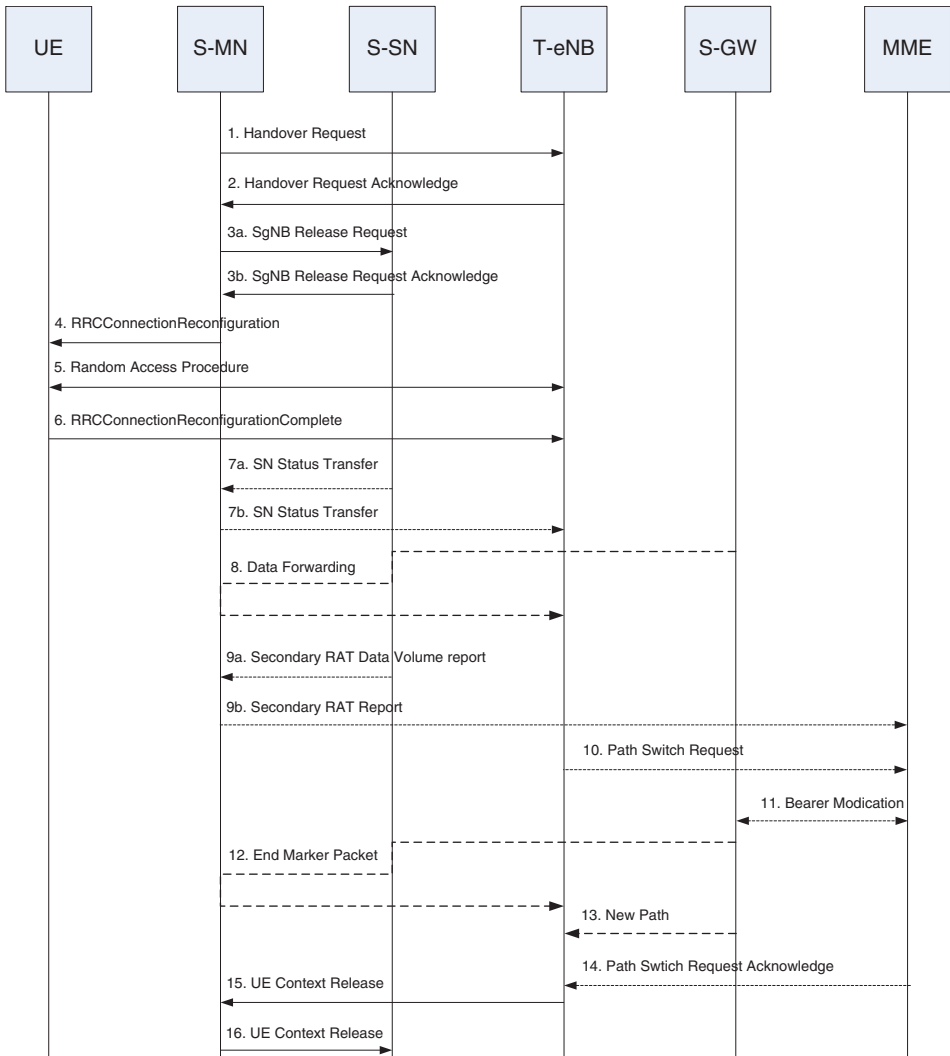 UE
S-MN
S-SN
T-eNB
S-GW
MME
1. Handover Request
2. Handover Request Acknowledge
3a. SgNB Release Request
3b. SgNB Release Request Acknowledge
4. RRCConnectionReconfiguration
5. Random Access Procedure
6. RRCConnectionReconfigurationComplete
7a. SN Status Transfer
7b. SN Status Transfer
8. Data Forwarding
9a. Secondary RAT Data Volume report
9b. Secondary RAT Report
10. Path Switch Request
11. Bearer Modication
12. End Marker Packet
13. New Path
14. Path Swtich Request Acknowledge
15. UE Context Release
16. UE Context Release